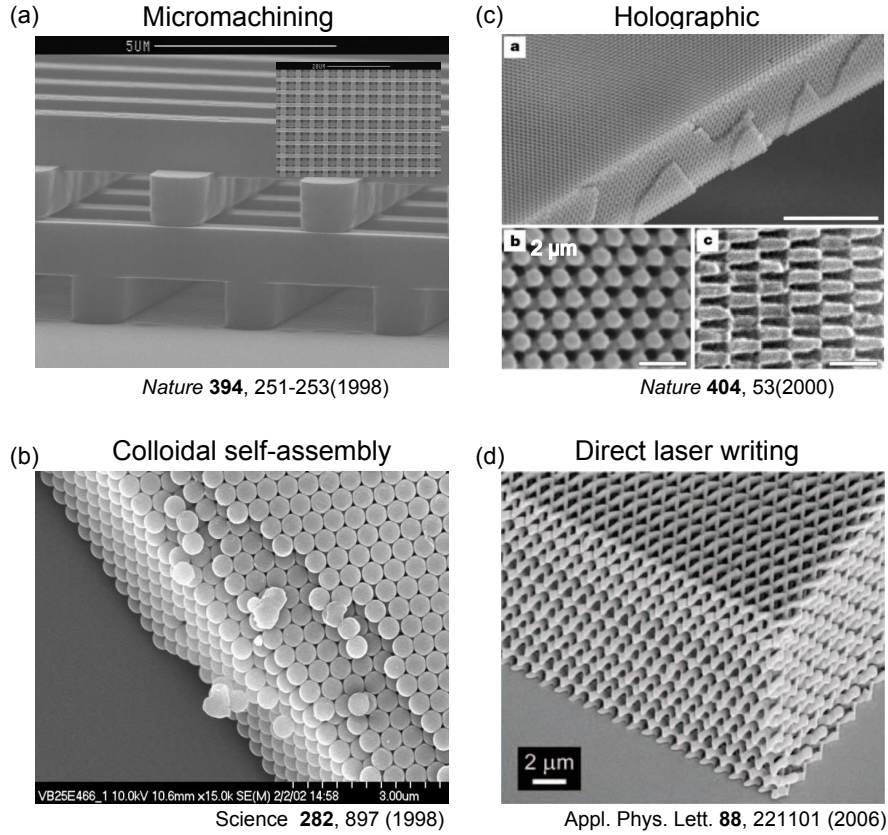 (a) Micromachining
5UM
20UM
Nature 394, 251-253(1998)
(c) Holographic
a
b 2 µm
c
Nature 404, 53(2000)
(b) Colloidal self-assembly
VB25E466_1 10.0kV 10.6mm x15.0k SE(M) 2/2/02 14:58 3.00um
Science 282, 897 (1998)
(d) Direct laser writing
2 µm
Appl. Phys. Lett. 88, 221101 (2006)